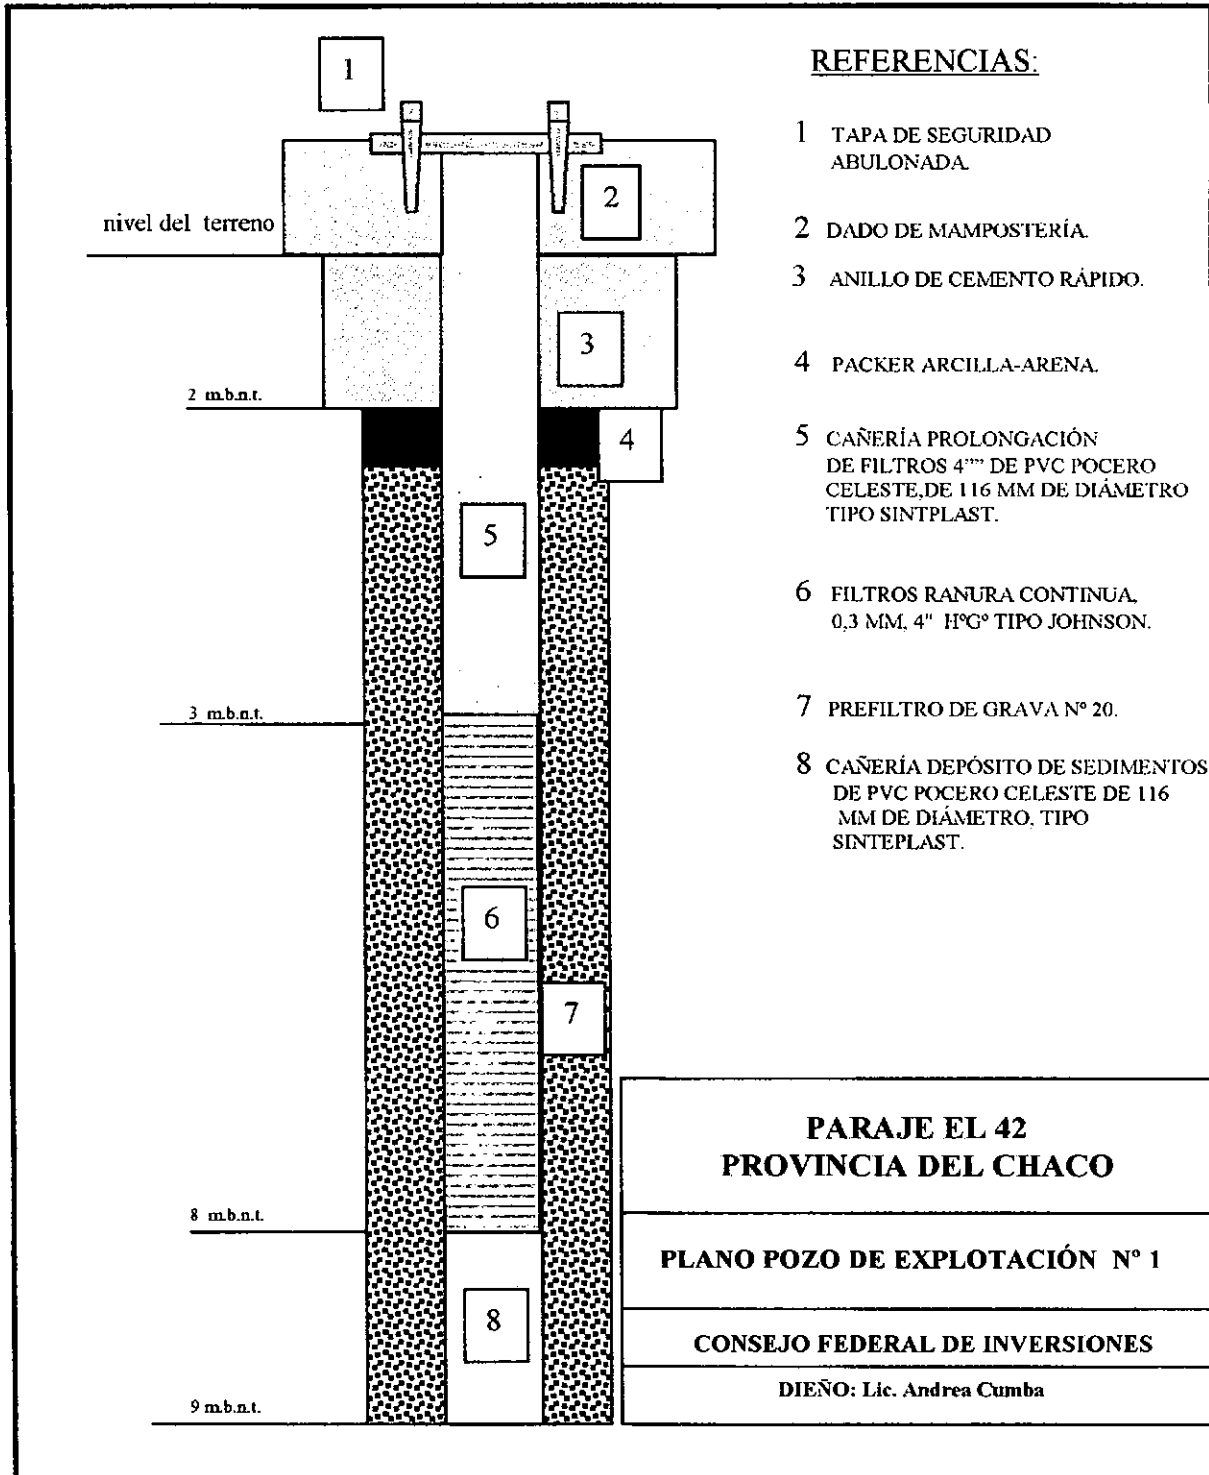 REFERENCIAS:
1 TAPA DE SEGURIDAD
ABULONADA.
2 DADO DE MAMPOSTERÍA.
3 ANILLO DE CEMENTO RÁPIDO.
4 PACKER ARCILLA-ARENA.
5 CAÑERÍA PROLONGACIÓN
DE FILTROS 4"" DE PVC POCERO
CELESTE,DE 116 MM DE DIÁMETRO
TIPO SINTPLAST.
6 FILTROS RANURA CONTINUA,
0,3 MM, 4" HºGº TIPO JOHNSON.
7 PREFILTRO DE GRAVA Nº 20.
8 CAÑERÍA DEPÓSITO DE SEDIMENTOS
DE PVC POCERO CELESTE DE 116
MM DE DIÁMETRO, TIPO
SINTEPLAST.
1
2
nivel del terreno
3
2 m.b.n.t.
4
5
3 m.b.n.t.
6
7
8 m.b.n.t.
8
9 m.b.n.t.
PARAJE EL 42
PROVINCIA DEL CHACO
PLANO POZO DE EXPLOTACIÓN Nº 1
CONSEJO FEDERAL DE INVERSIONES
DIEÑO: Lic. Andrea Cumba